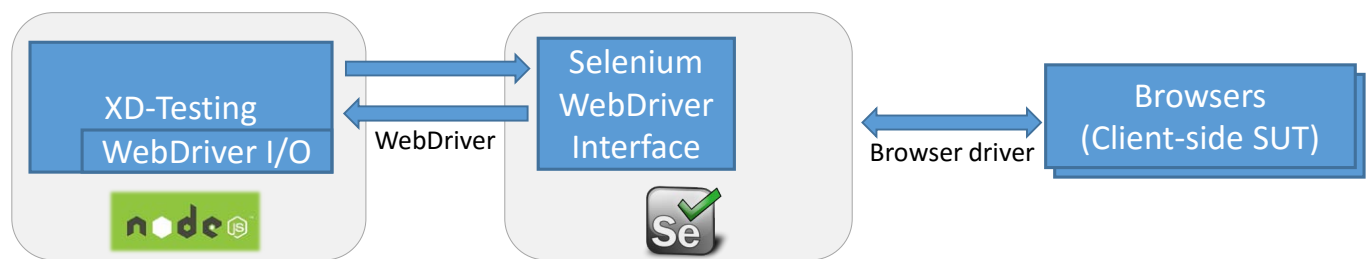 XD-Testing
WebDriver I/O
node
JS
WebDriver
Selenium
WebDriver
Interface
Se
Browser driver
Browsers
(Client-side SUT)